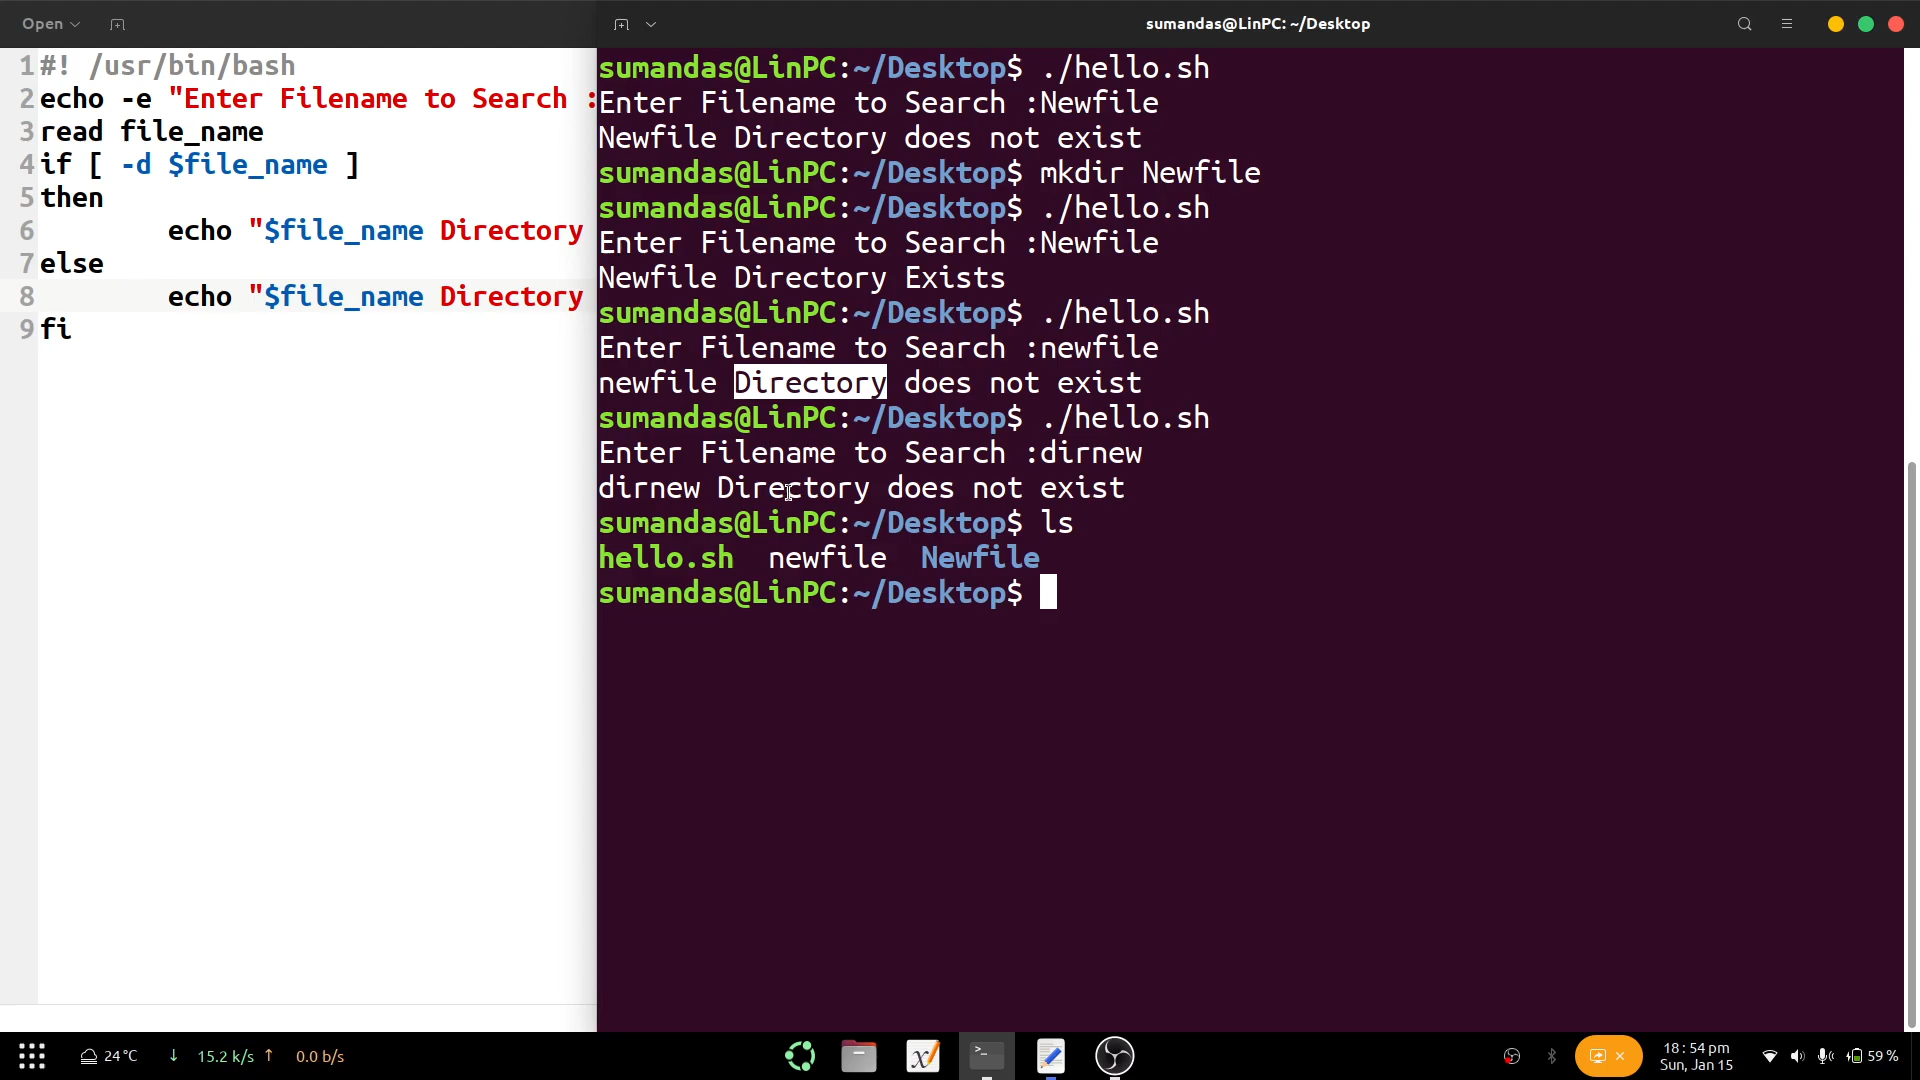 Open
1 #! /usr/bin/bash
2 echo -e "Enter Filename to Search :
3 read file_name
4 if [ -d $file_name ]
5 then
6 echo "$file_name Directory
7 else
8 echo "$file_name Directory
9 fi
sumandas@LinPC: ~/Desktop
sumandas@LinPC:~/Desktop$ ./hello.sh
Enter Filename to Search :Newfile
Newfile Directory does not exist
sumandas@LinPC:~/Desktop$ mkdir Newfile
sumandas@LinPC:~/Desktop$ ./hello.sh
Enter Filename to Search :Newfile
Newfile Directory Exists
sumandas@LinPC:~/Desktop$ ./hello.sh
Enter Filename to Search :newfile
newfile Directory does not exist
sumandas@LinPC:~/Desktop$ ./hello.sh
Enter Filename to Search :dirnew
dirnew Directory does not exist
sumandas@LinPC:~/Desktop$ ls
hello.sh newfile Newfile
sumandas@LinPC:~/Desktop$
24°C ↓ 15.2 k/s ↑ 0.0 b/s
18:54 pm
Sun, Jan 15
59 %